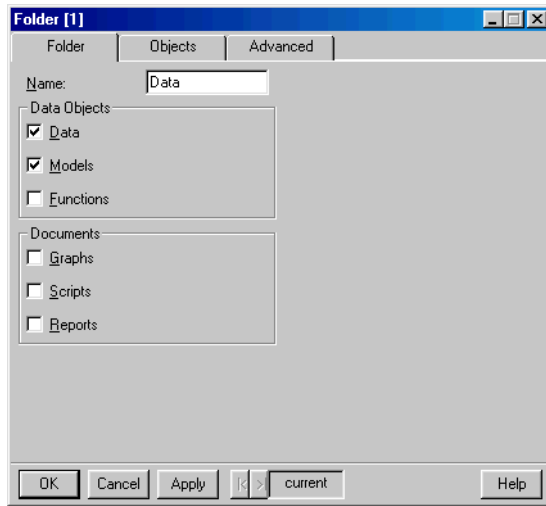 Folder [1]
Folder Objects Advanced
Name: Data
Data Objects
Data
Models
Functions
Documents
Graphs
Scripts
Reports
OK Cancel Apply |< > current Help